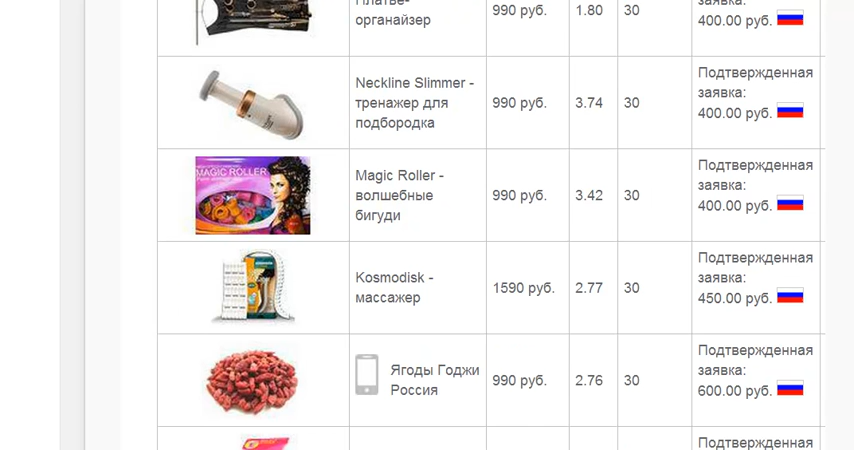 Платье-
органайзер
990 руб.
1.80
30
заявка:
400.00 руб.
Neckline Slimmer -
тренажер для
подбородка
990 руб.
3.74
30
Подтвержденная
заявка:
400.00 руб.
MAGIC ROLLER
Magic Roller -
волшебные
бигуди
990 руб.
3.42
30
Подтвержденная
заявка:
400.00 руб.
Kosmodisk -
массажер
1590 руб.
2.77
30
Подтвержденная
заявка:
450.00 руб.
Ягоды Годжи
Россия
990 руб.
2.76
30
Подтвержденная
заявка:
600.00 руб.
Подтвержденная